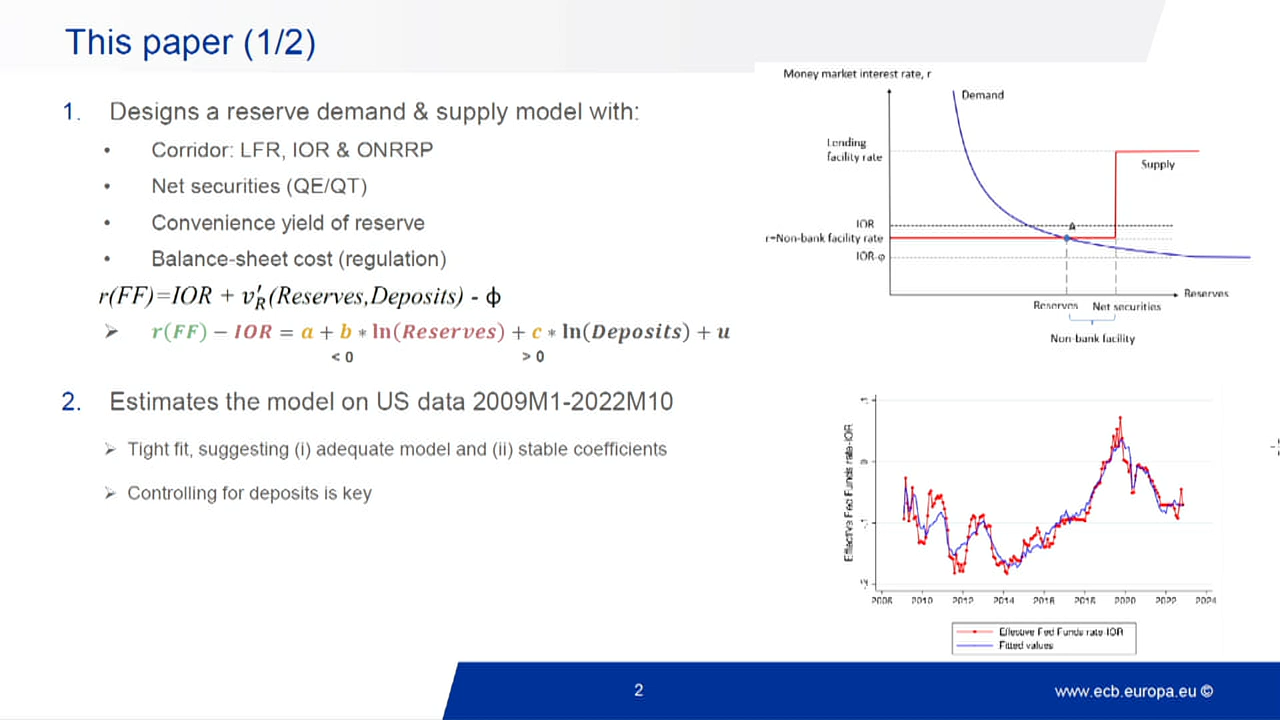 This paper (1/2)
1. Designs a reserve demand & supply model with:
• Corridor: LFR, IOR & ONRRP
• Net securities (QE/QT)
• Convenience yield of reserve
• Balance-sheet cost (regulation)
r(FF)=IOR + v′R(Reserves,Deposits) - ϕ
➢ r(FF) − IOR = a + b ∗ ln(Reserves) + c ∗ ln(Deposits) + u
< 0 > 0
2. Estimates the model on US data 2009M1-2022M10
➢ Tight fit, suggesting (i) adequate model and (ii) stable coefficients
➢ Controlling for deposits is key
Money market interest rate, r
Demand
Lending
facility rate
Supply
IOR
A
r=Non-bank facility rate
IOR-φ
Reserves
Reserves Net securities
Non-bank facility
Effective Fed Funds rate-IOR
.1
0
-.1
-.2
2008 2010 2012 2014 2016 2018 2020 2022 2024
Effective Fed Funds rate-IOR
Fitted values
2
www.ecb.europa.eu ©